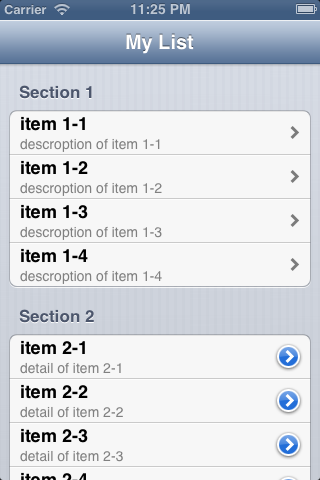 Carrier 11:25 PM
My List
Section 1
item 1-1
descroption of item 1-1
item 1-2
descroption of item 1-2
item 1-3
descroption of item 1-3
item 1-4
descroption of item 1-4
Section 2
item 2-1
detail of item 2-1
item 2-2
detail of item 2-2
item 2-3
detail of item 2-3
item 2-4